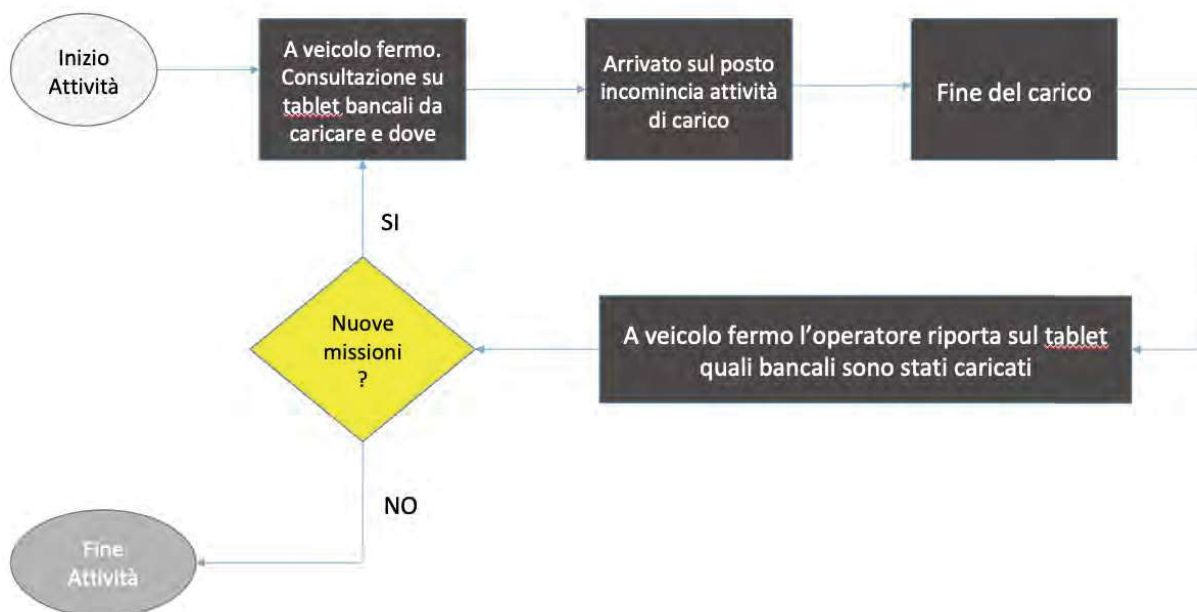 Inizio
Attività
A veicolo fermo.
Consultazione su
tablet bancali da
caricare e dove
Arrivato sul posto
incomincia attività
di carico
Fine del carico
SI
Nuove
missioni
?
A veicolo fermo l'operatore riporta sul tablet
quali bancali sono stati caricati
NO
Fine
Attività